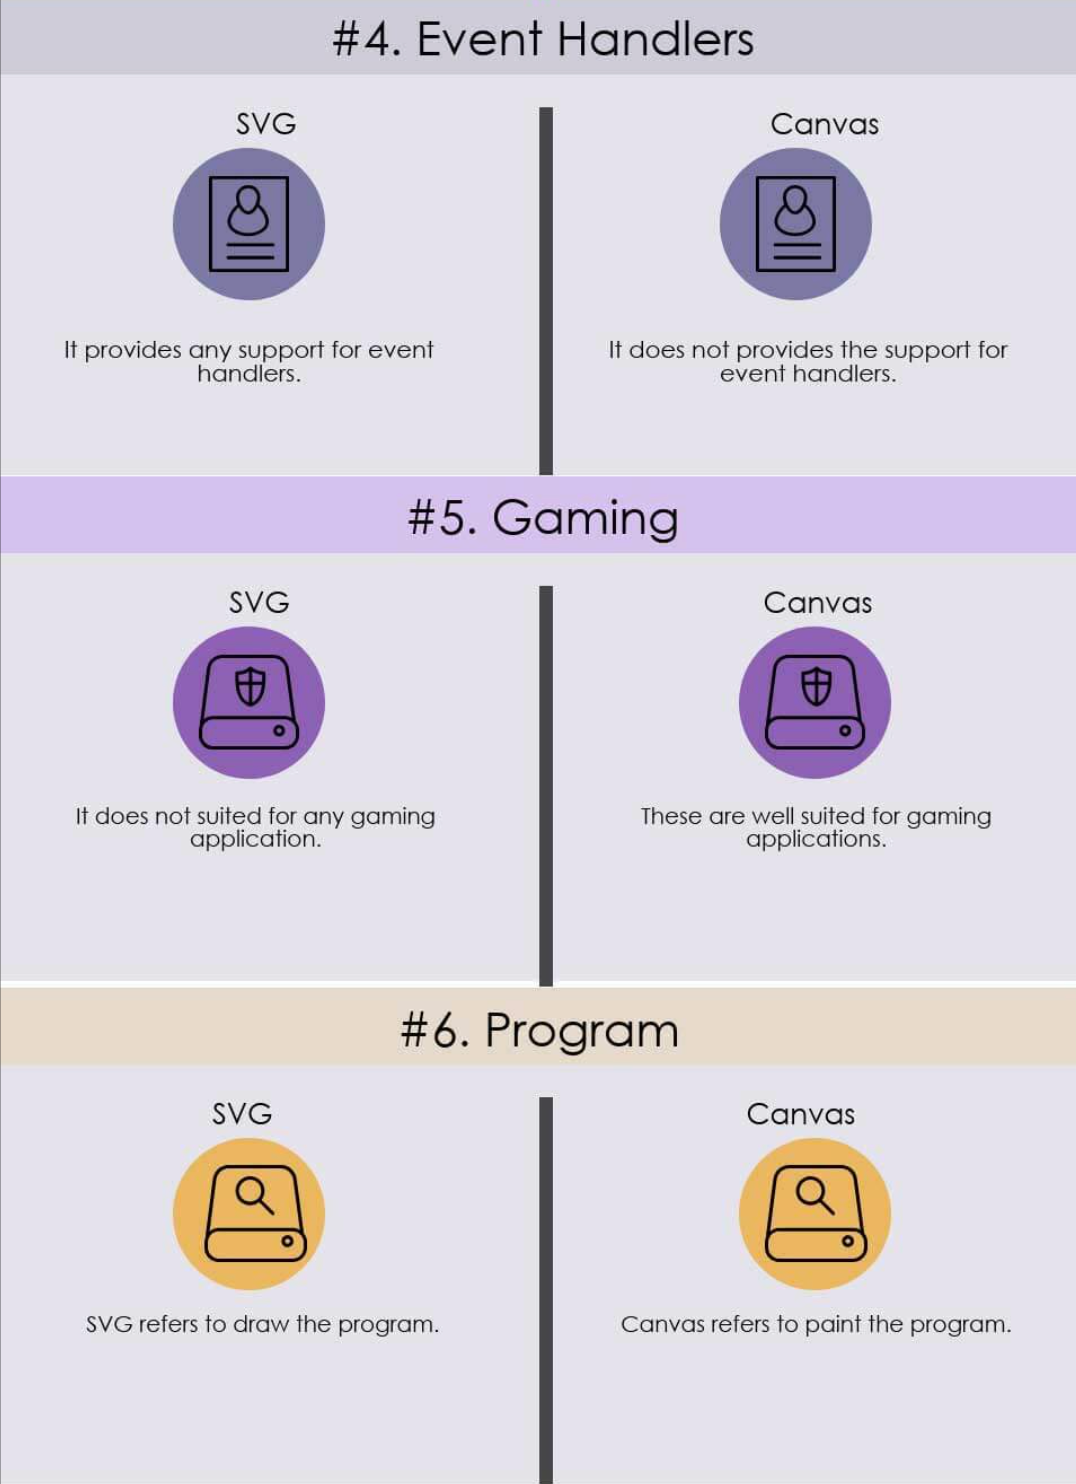 #4. Event Handlers
SVG
Canvas
It provides any support for event
handlers.
It does not provides the support for
event handlers.
#5. Gaming
SVG
Canvas
It does not suited for any gaming
application.
These are well suited for gaming
applications.
#6. Program
SVG
Canvas
SVG refers to draw the program.
Canvas refers to paint the program.